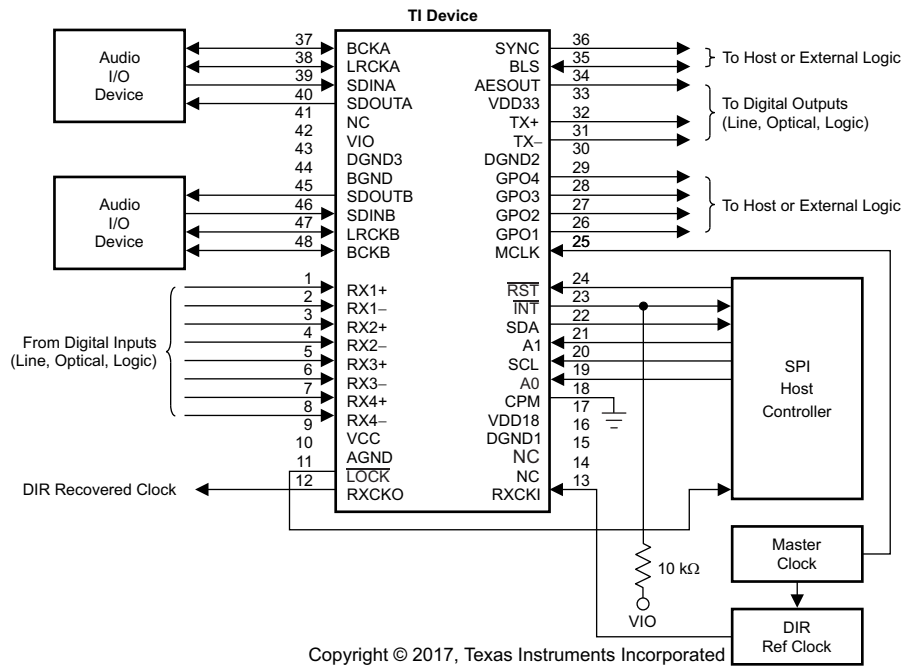 TI Device
Audio
I/O
Device
37
38
39
40
41
42
43
44
45
46
47
48
BCKA
LRCKA
SDINA
SDOUTA
NC
VIO
DGND3
BGND
SDOUTB
SDINB
LRCKB
BCKB
SYNC
BLS
AESOUT
VDD33
TX+
TX−
DGND2
GPO4
GPO3
GPO2
GPO1
MCLK
36
35
34
33
32
31
30
29
28
27
26
25
To Host or External Logic
To Digital Outputs
(Line, Optical, Logic)
To Host or External Logic
Audio
I/O
Device
From Digital Inputs
(Line, Optical, Logic)
1
2
3
4
5
6
7
8
9
10
11
12
RX1+
RX1−
RX2+
RX2−
RX3+
RX3−
RX4+
RX4−
VCC
AGND
LOCK
RXCKO
RST
INT
SDA
A1
SCL
A0
CPM
VDD18
DGND1
NC
NC
RXCKI
24
23
22
21
20
19
18
17
16
15
14
13
SPI
Host
Controller
DIR Recovered Clock
Master
Clock
10 kΩ
VIO
DIR
Ref Clock
Copyright © 2017, Texas Instruments Incorporated